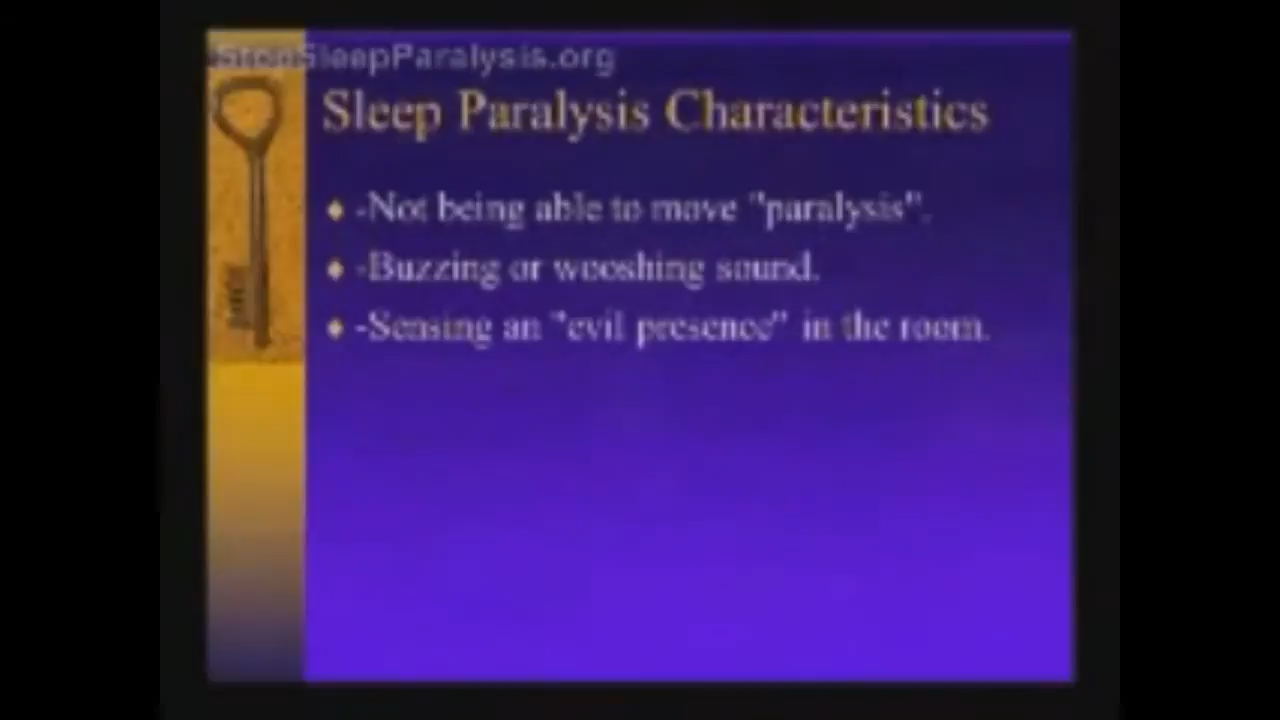 StopSleepParalysis.org
Sleep Paralysis Characteristics
-Not being able to move "paralysis".
-Buzzing or wooshing sound.
-Sensing an "evil presence" in the room.